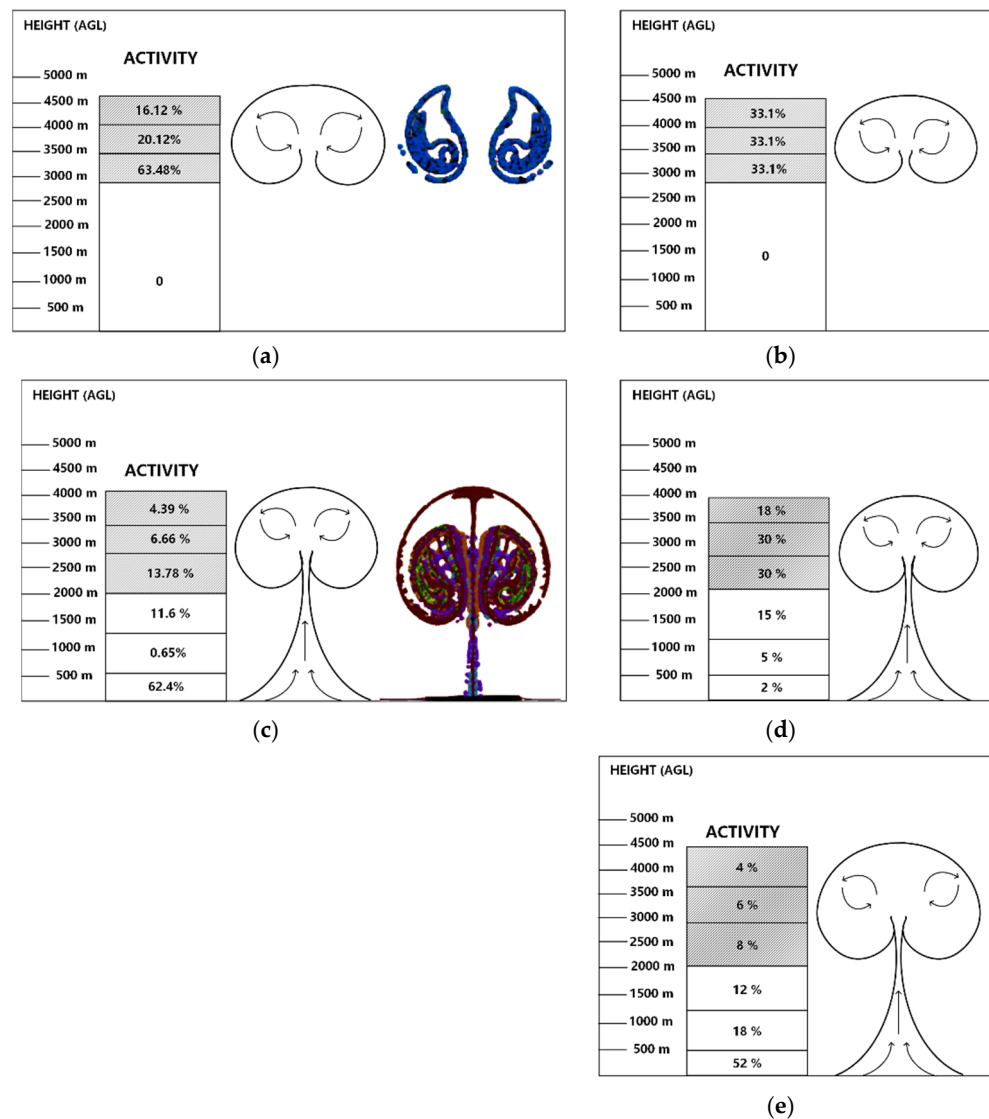 HEIGHT (AGL)
ACTIVITY
5000 m
4500 m
4000 m
3500 m
3000 m
2500 m
2000 m
1500 m
1000 m
500 m
16.12 %
20.12%
63.48%
0
(a)
HEIGHT (AGL)
ACTIVITY
5000 m
4500 m
4000 m
3500 m
3000 m
2500 m
2000 m
1500 m
1000 m
500 m
33.1%
33.1%
33.1%
0
(b)
HEIGHT (AGL)
ACTIVITY
5000 m
4500 m
4000 m
3500 m
3000 m
2500 m
2000 m
1500 m
1000 m
500 m
4.39 %
6.66 %
13.78 %
11.6 %
0.65%
62.4%
(c)
HEIGHT (AGL)
5000 m
4500 m
4000 m
3500 m
3000 m
2500 m
2000 m
1500 m
1000 m
500 m
18 %
30 %
30 %
15 %
5 %
2 %
(d)
HEIGHT (AGL)
ACTIVITY
5000 m
4500 m
4000 m
3500 m
3000 m
2500 m
2000 m
1500 m
1000 m
500 m
4 %
6 %
8 %
12 %
18 %
52 %
(e)